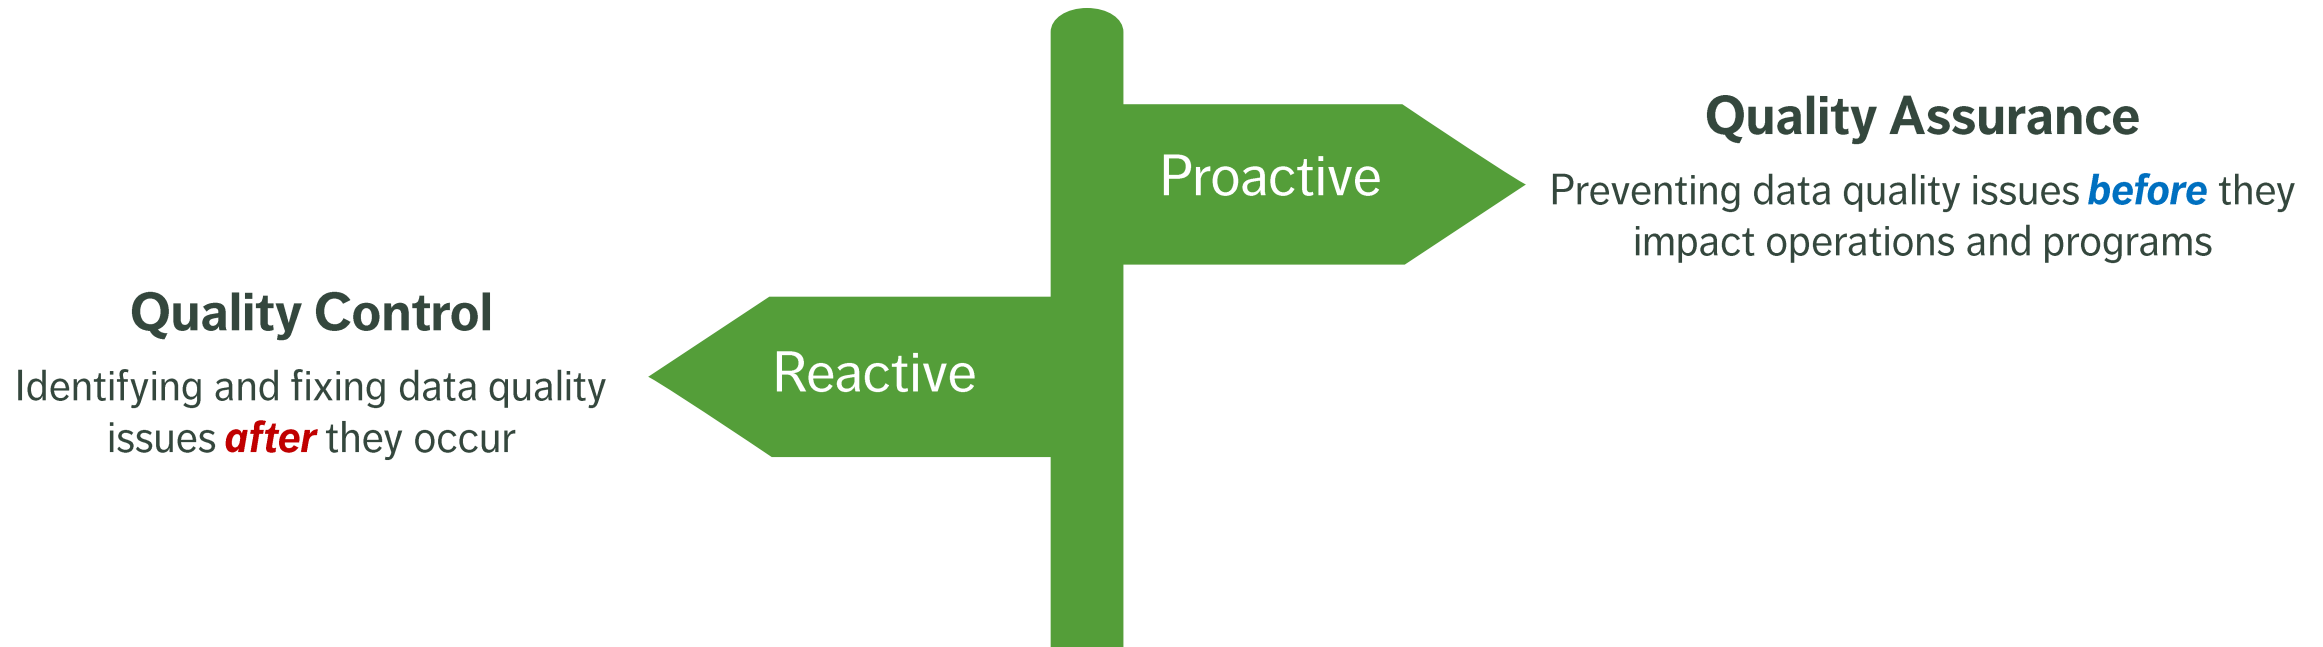 Quality Assurance
Proactive
Preventing data quality issues before they
impact operations and programs
Quality Control
Reactive
Identifying and fixing data quality
issues after they occur